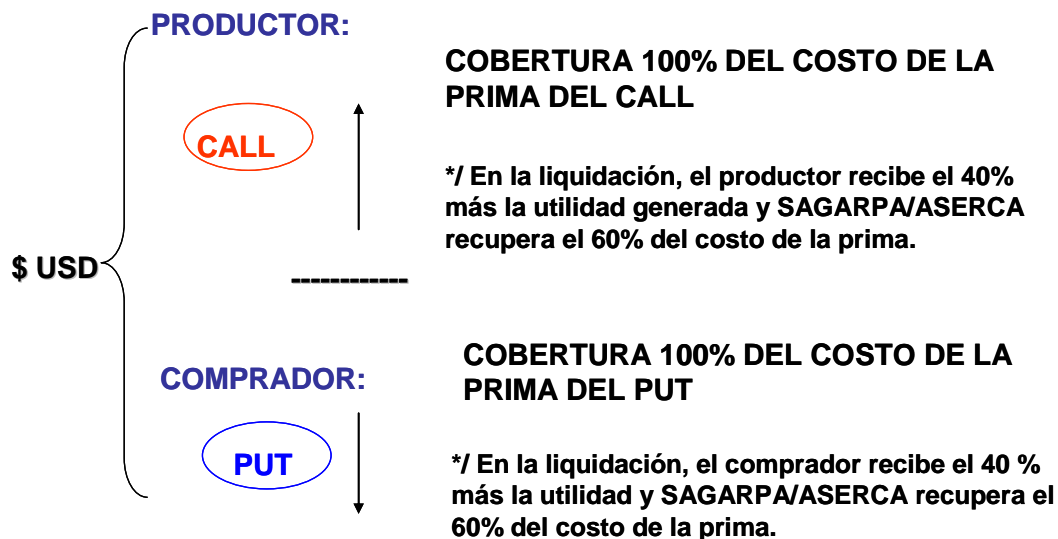 PRODUCTOR:
COBERTURA 100% DEL COSTO DE LA
PRIMA DEL CALL
CALL
*/ En la liquidación, el productor recibe el 40%
más la utilidad generada y SAGARPA/ASERCA
recupera el 60% del costo de la prima.
$ USD
------------
COMPRADOR:
COBERTURA 100% DEL COSTO DE LA
PRIMA DEL PUT
PUT
*/ En la liquidación, el comprador recibe el 40 %
más la utilidad y SAGARPA/ASERCA recupera el
60% del costo de la prima.